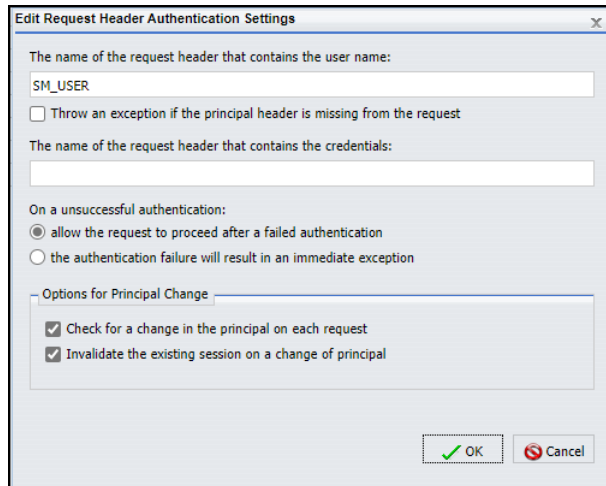 Edit Request Header Authentication Settings
x
The name of the request header that contains the user name:
SM_USER
Throw an exception if the principal header is missing from the request
The name of the request header that contains the credentials:
On a unsuccessful authentication:
allow the request to proceed after a failed authentication
the authentication failure will result in an immediate exception
Options for Principal Change
Check for a change in the principal on each request
Invalidate the existing session on a change of principal
OK Cancel